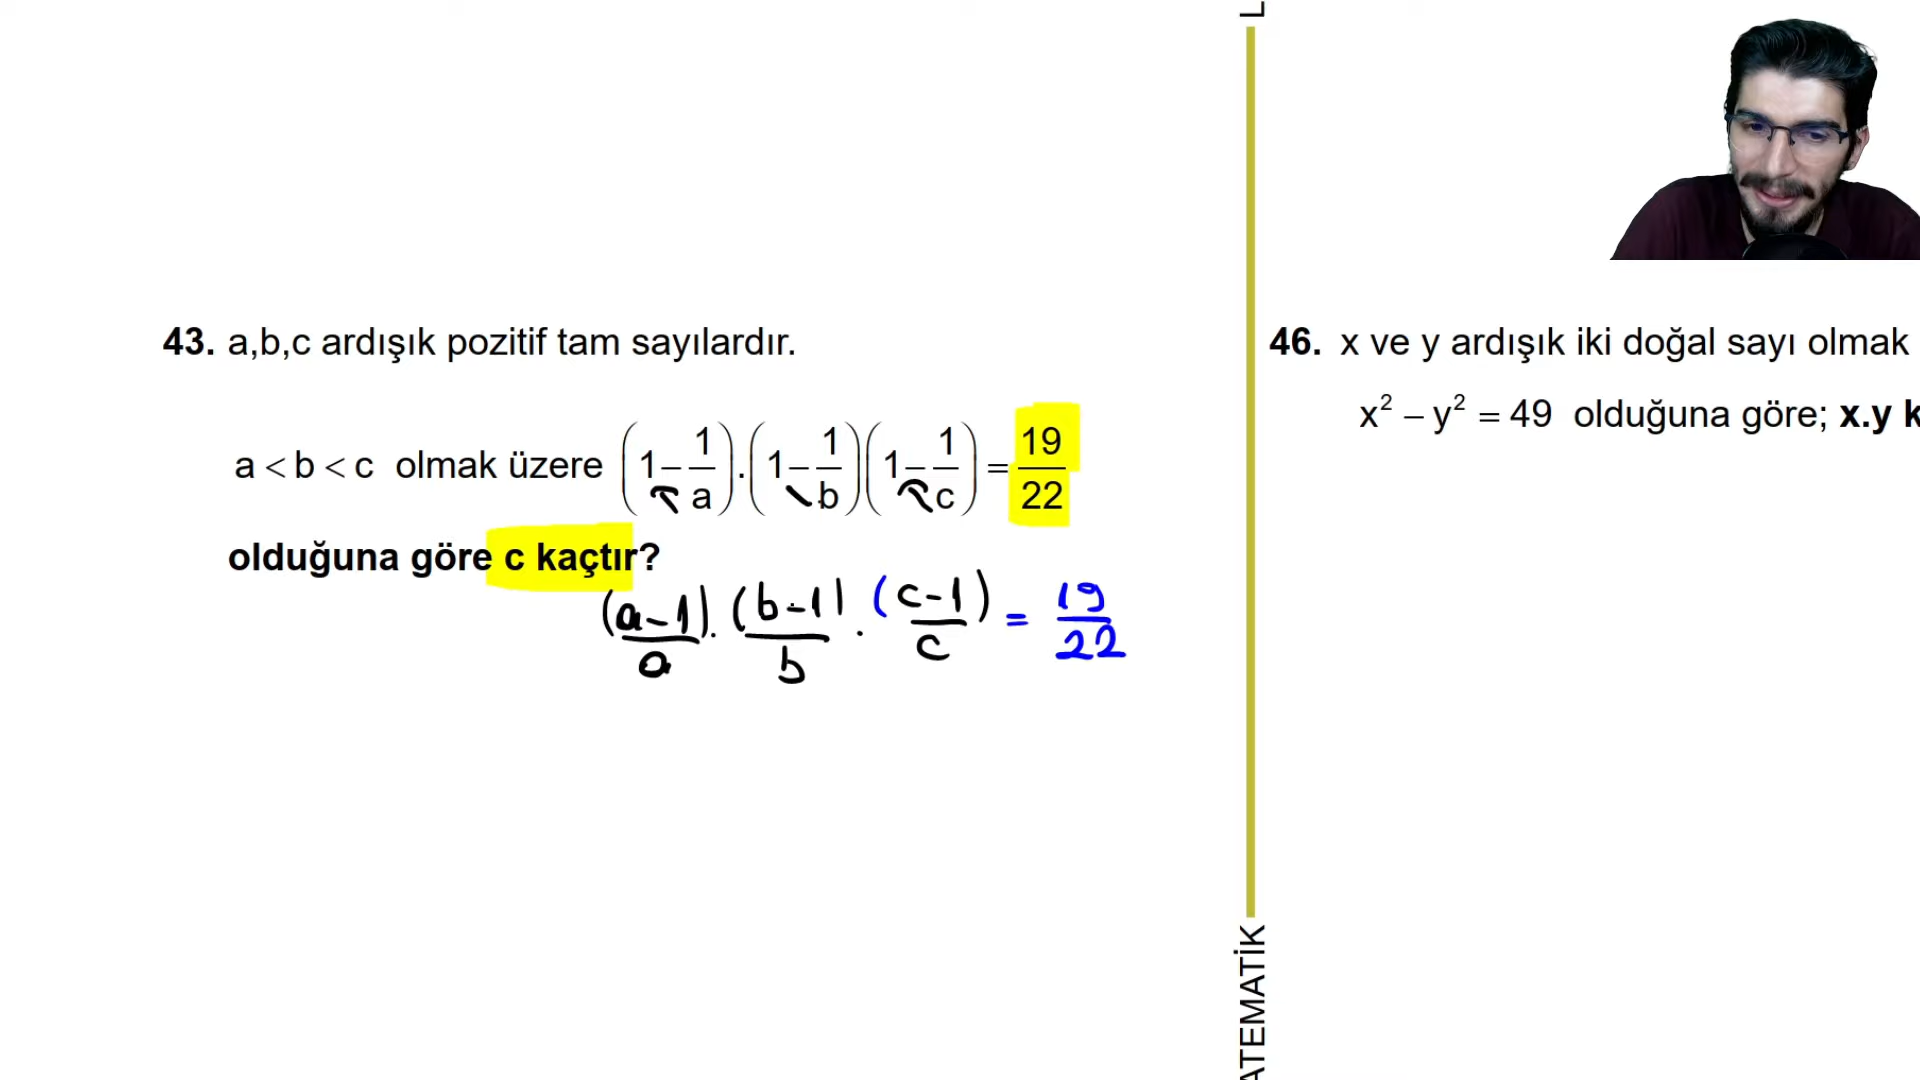 43. a,b,c ardışık pozitif tam sayılardır.
a < b < c olmak üzere (1−1/a).(1−1/b)(1−1/c) = 19/22
olduğuna göre c kaçtır?
(a-1)/a . (b-1)/b . (c-1)/c = 19/22
46. x ve y ardışık iki doğal sayı olmak
x² − y² = 49 olduğuna göre; x.y k
L
ATEMATİK